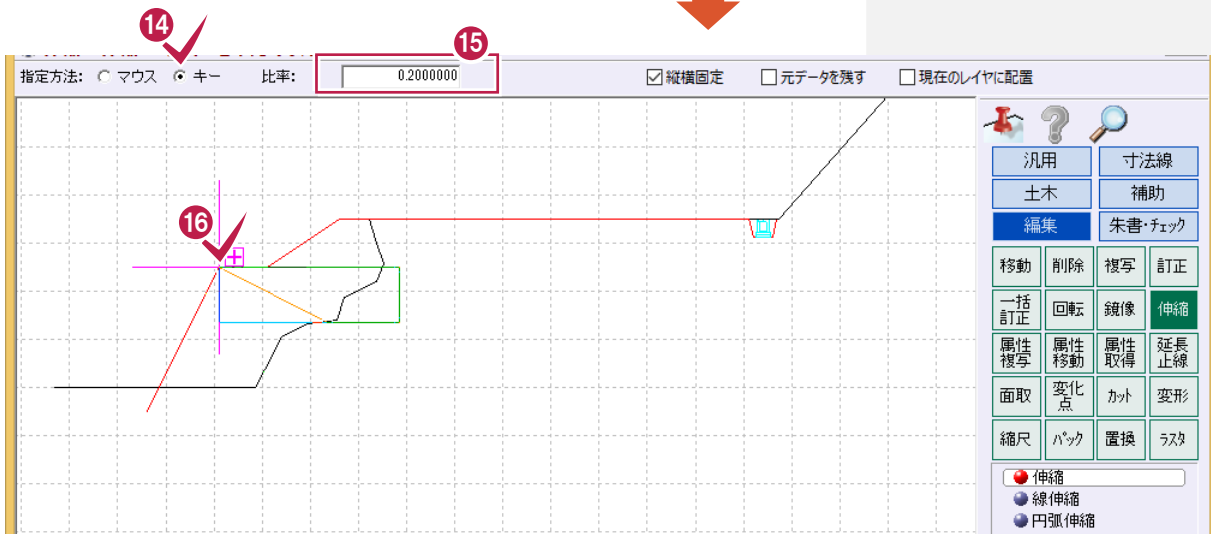 14
15
指定方法: マウス キー 比率: 0.2000000 縦横固定 元データを残す 現在のレイヤに配置
汎用 寸法線
土木 補助
編集 朱書・チェック
16
移動 削除 複写 訂正
一括訂正 回転 鏡像 伸縮
属性複写 属性移動 属性取得 延長止線
面取 変化点 カット 変形
縮尺 パック 置換 ラスタ
伸縮
線伸縮
円弧伸縮